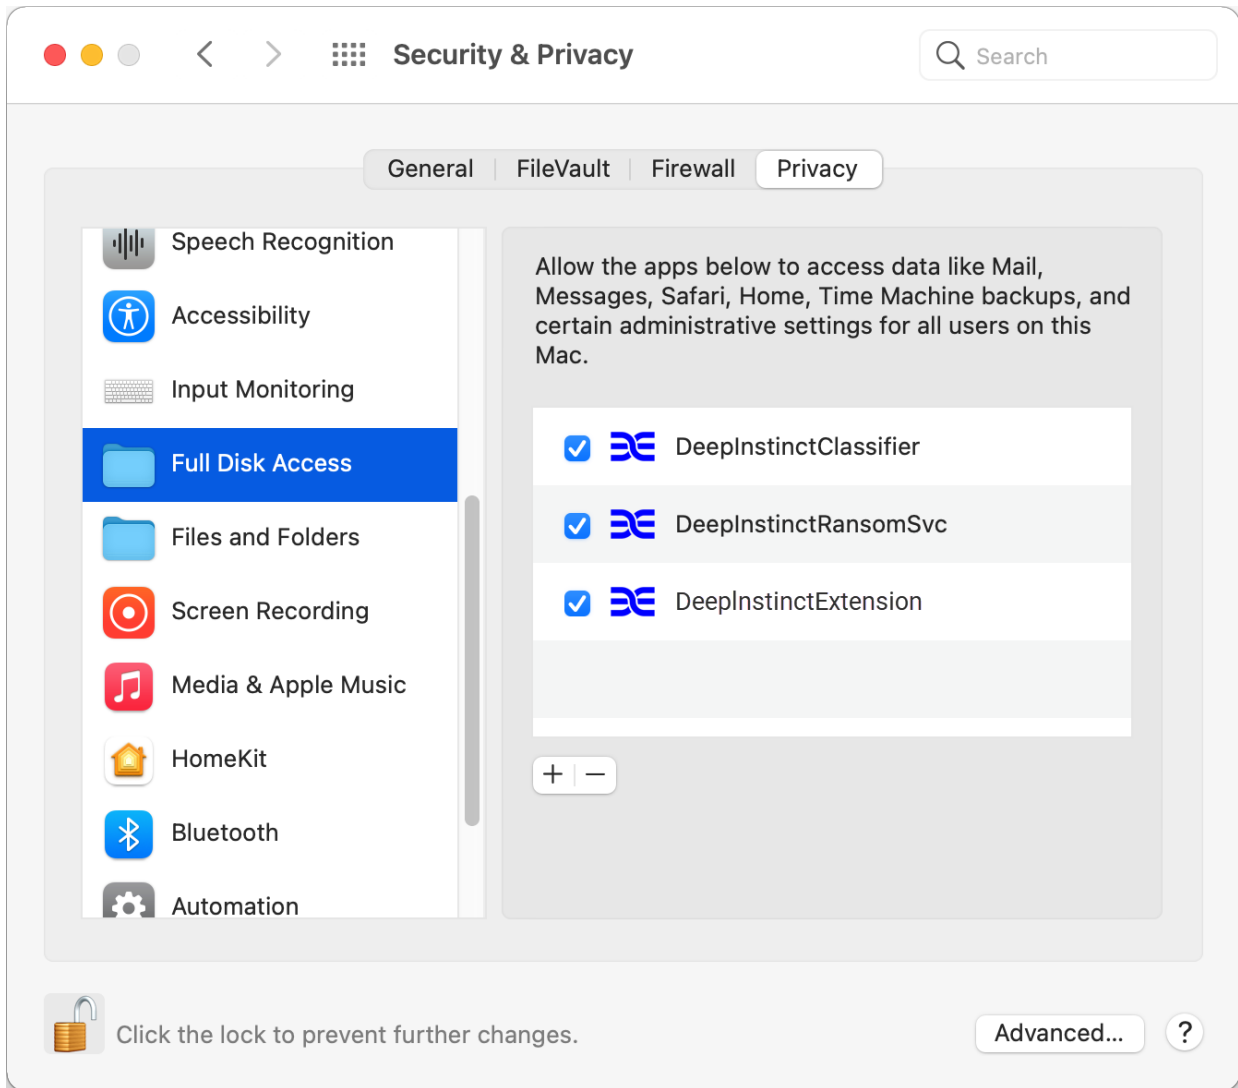 Security & Privacy
Search
General
FileVault
Firewall
Privacy
Speech Recognition
Accessibility
Input Monitoring
Full Disk Access
Files and Folders
Screen Recording
Media & Apple Music
HomeKit
Bluetooth
Automation
Allow the apps below to access data like Mail,
Messages, Safari, Home, Time Machine backups, and
certain administrative settings for all users on this
Mac.
DeepInstinctClassifier
DeepInstinctRansomSvc
DeepInstinctExtension
Click the lock to prevent further changes.
Advanced...
?